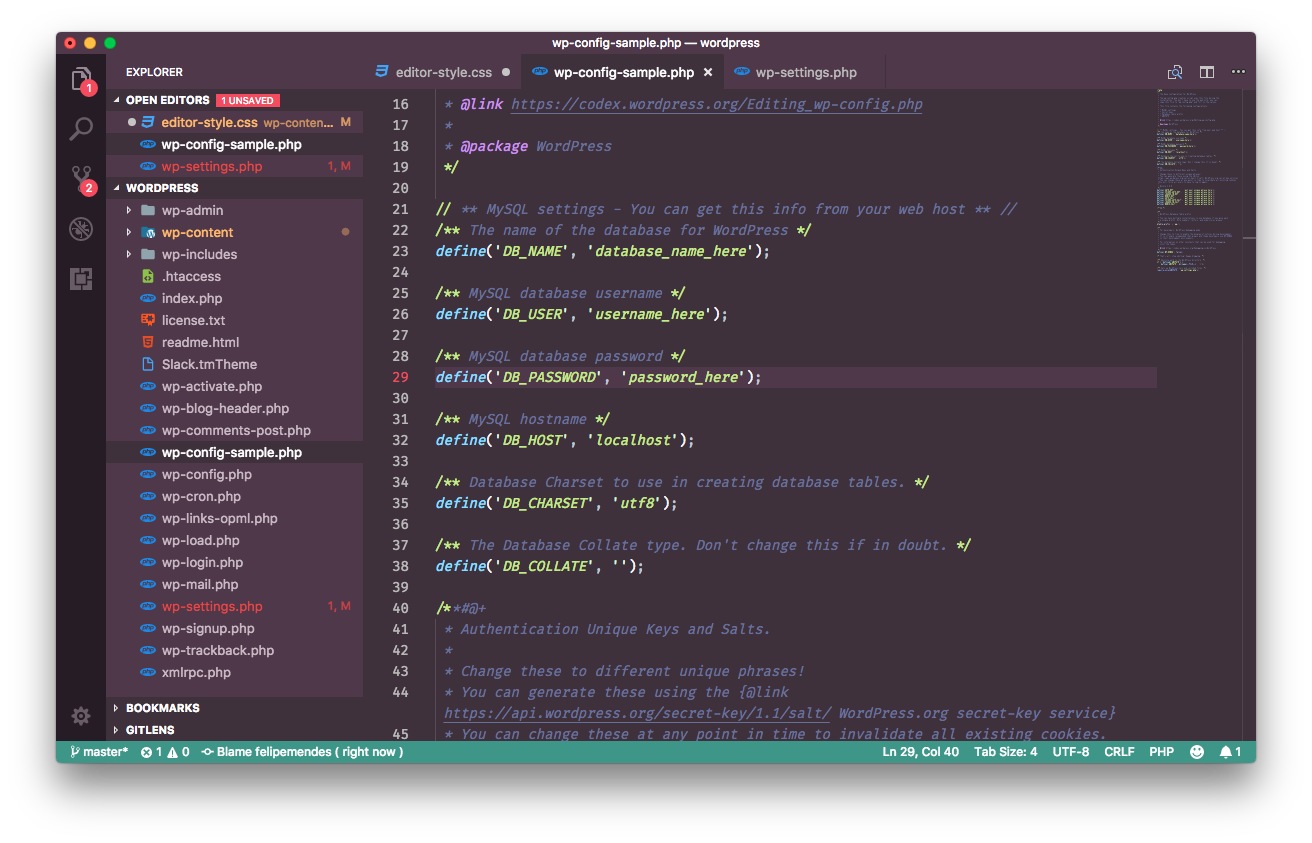 wp-config-sample.php — wordpress
EXPLORER
OPEN EDITORS 1 UNSAVED
editor-style.css wp-conten... M
wp-config-sample.php
wp-settings.php 1, M
WORDPRESS
wp-admin
wp-content
wp-includes
.htaccess
index.php
license.txt
readme.html
Slack.tmTheme
wp-activate.php
wp-blog-header.php
wp-comments-post.php
wp-config-sample.php
wp-config.php
wp-cron.php
wp-links-opml.php
wp-load.php
wp-login.php
wp-mail.php
wp-settings.php 1, M
wp-signup.php
wp-trackback.php
xmlrpc.php
BOOKMARKS
GITLENS
1
2
editor-style.css
wp-config-sample.php ×
wp-settings.php
16 * @link https://codex.wordpress.org/Editing_wp-config.php
17 *
18 * @package WordPress
19 */
20
21 // ** MySQL settings - You can get this info from your web host ** //
22 /** The name of the database for WordPress */
23 define('DB_NAME', 'database_name_here');
24
25 /** MySQL database username */
26 define('DB_USER', 'username_here');
27
28 /** MySQL database password */
29 define('DB_PASSWORD', 'password_here');
30
31 /** MySQL hostname */
32 define('DB_HOST', 'localhost');
33
34 /** Database Charset to use in creating database tables. */
35 define('DB_CHARSET', 'utf8');
36
37 /** The Database Collate type. Don't change this if in doubt. */
38 define('DB_COLLATE', '');
39
40 /**#@+
41 * Authentication Unique Keys and Salts.
42 *
43 * Change these to different unique phrases!
44 * You can generate these using the {@link
https://api.wordpress.org/secret-key/1.1/salt/ WordPress.org secret-key service}
45 * You can change these at any point in time to invalidate all existing cookies.
master* 1 0 Blame felipemendes ( right now ) Ln 29, Col 40 Tab Size: 4 UTF-8 CRLF PHP 1